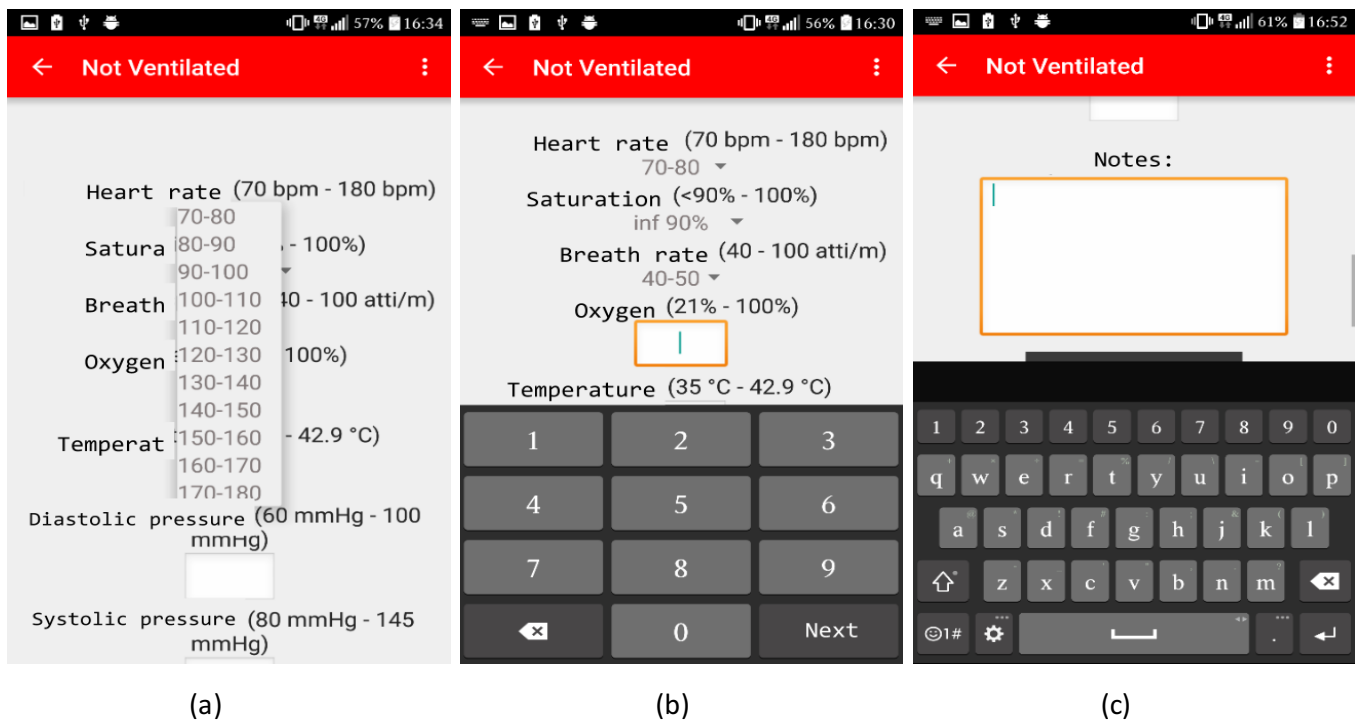 57% 16:34
Not Ventilated
Heart rate (70 bpm - 180 bpm)
70-80
Satura 80-90 - 100%)
90-100
Breath 100-110 40 - 100 atti/m)
110-120
Oxygen 120-130 100%)
130-140
140-150
Temperat 150-160 - 42.9 °C)
160-170
170-180
Diastolic pressure (60 mmHg - 100
mmHg)
Systolic pressure (80 mmHg - 145
mmHg)
(a)
4G 56% 16:30
Not Ventilated
Heart rate (70 bpm - 180 bpm)
70-80
Saturation (<90% - 100%)
inf 90%
Breath rate (40 - 100 atti/m)
40-50
Oxygen (21% - 100%)
Temperature (35 °C - 42.9 °C)
1 2 3
4 5 6
7 8 9
0 Next
(b)
4G 61% 16:52
Not Ventilated
Notes:
1 2 3 4 5 6 7 8 9 0
q w e r t y u i o p
a s d f g h j k l
z x c v b n m
1# .
(c)